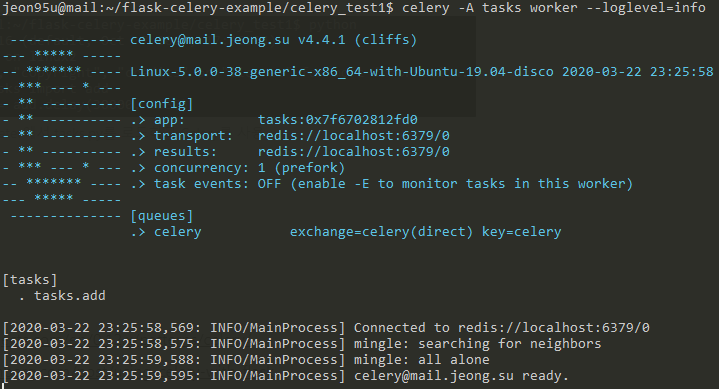 jeon95u@mail:~/flask-celery-example/celery_test1$ celery -A tasks worker --loglevel=info

 -------------- celery@mail.jeong.su v4.4.1 (cliffs)
--- ***** -----
-- ******* ---- Linux-5.0.0-38-generic-x86_64-with-Ubuntu-19.04-disco 2020-03-22 23:25:58
- *** --- * ---
- ** ---------- [config]
- ** ---------- .> app:         tasks:0x7f6702812fd0
- ** ---------- .> transport:   redis://localhost:6379/0
- ** ---------- .> results:     redis://localhost:6379/0
- *** --- * --- .> concurrency: 1 (prefork)
-- ******* ---- .> task events: OFF (enable -E to monitor tasks in this worker)
--- ***** -----
 -------------- [queues]
                .> celery           exchange=celery(direct) key=celery

[tasks]
  . tasks.add

[2020-03-22 23:25:58,569: INFO/MainProcess] Connected to redis://localhost:6379/0
[2020-03-22 23:25:58,575: INFO/MainProcess] mingle: searching for neighbors
[2020-03-22 23:25:59,588: INFO/MainProcess] mingle: all alone
[2020-03-22 23:25:59,595: INFO/MainProcess] celery@mail.jeong.su ready.